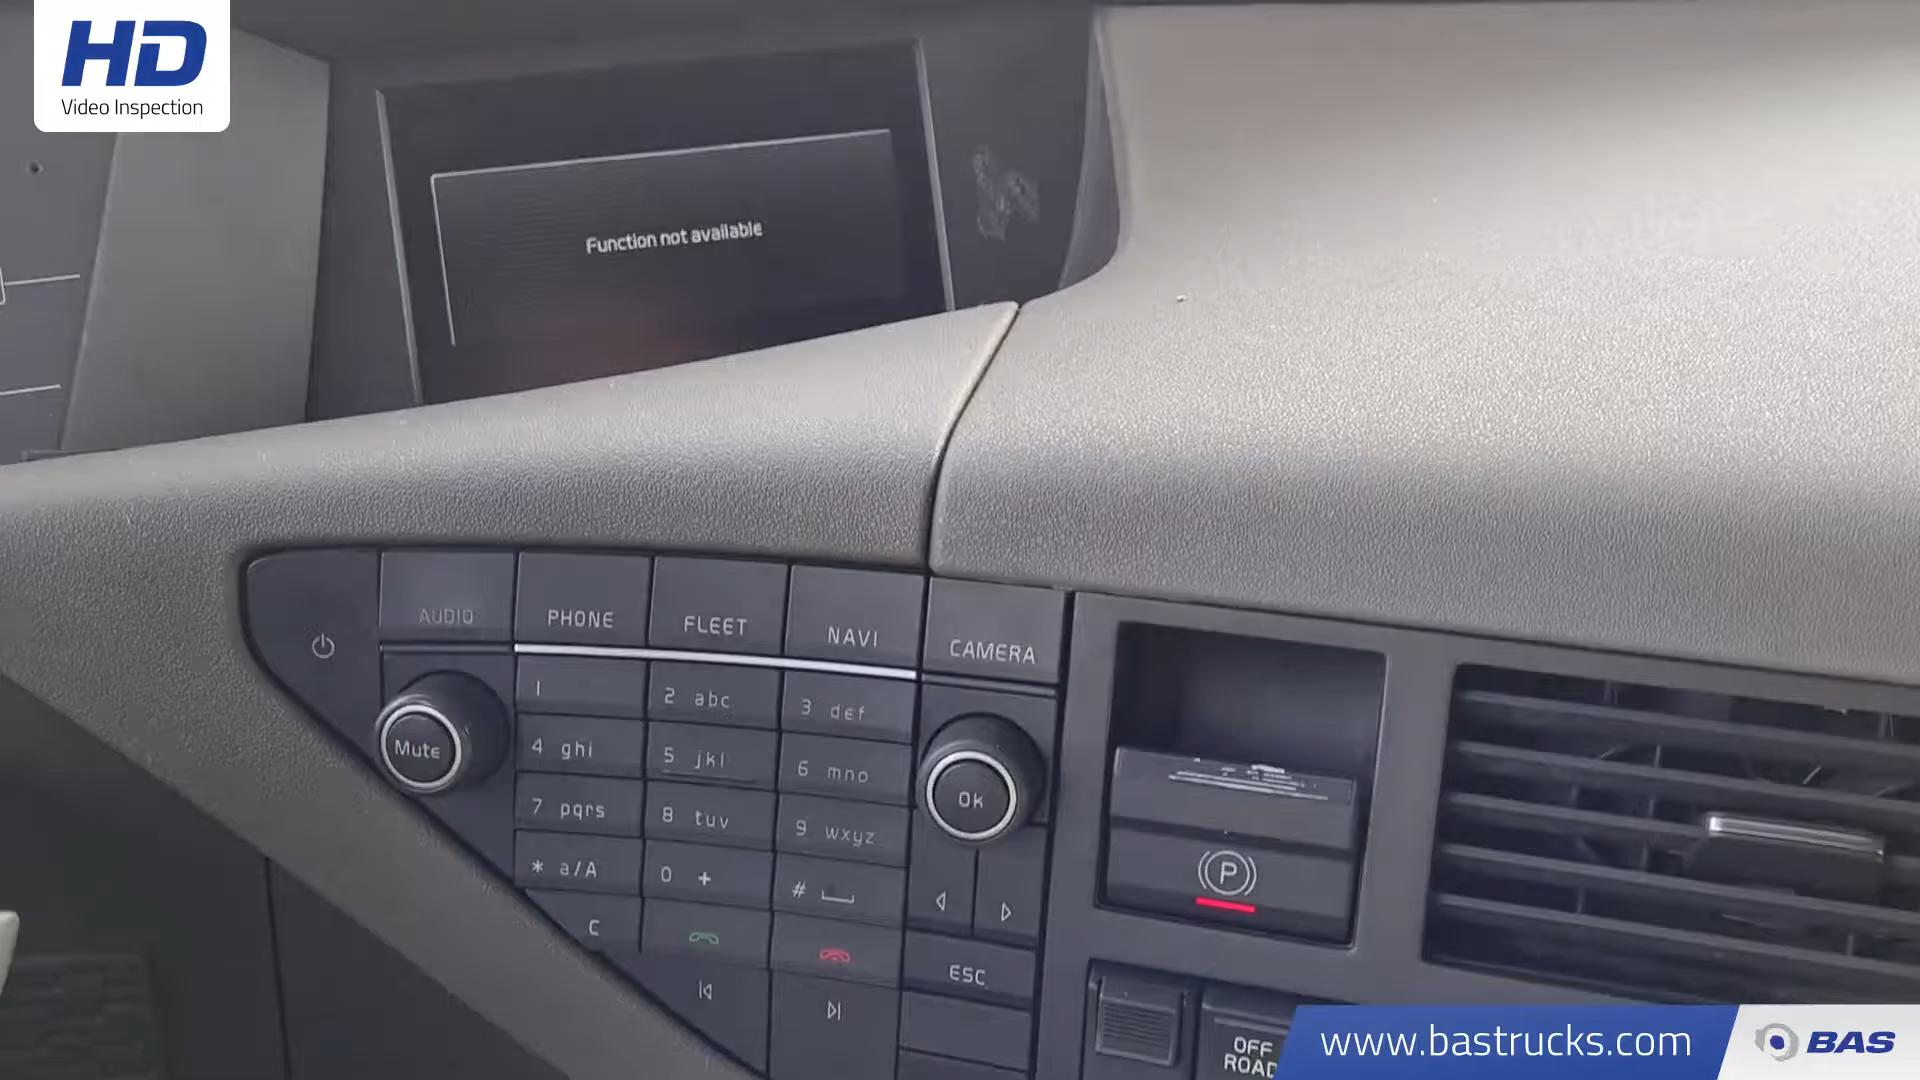 HD
Video Inspection
Function not available
AUDIO
PHONE
FLEET
NAVI
CAMERA
Mute
1
2 abc
3 def
4 ghi
5 jkl
6 mno
7 pqrs
8 tuv
9 wxyz
* a/A
0 +
#
C
OK
ESC
P
OFF
ROAD
www.bastrucks.com
BAS